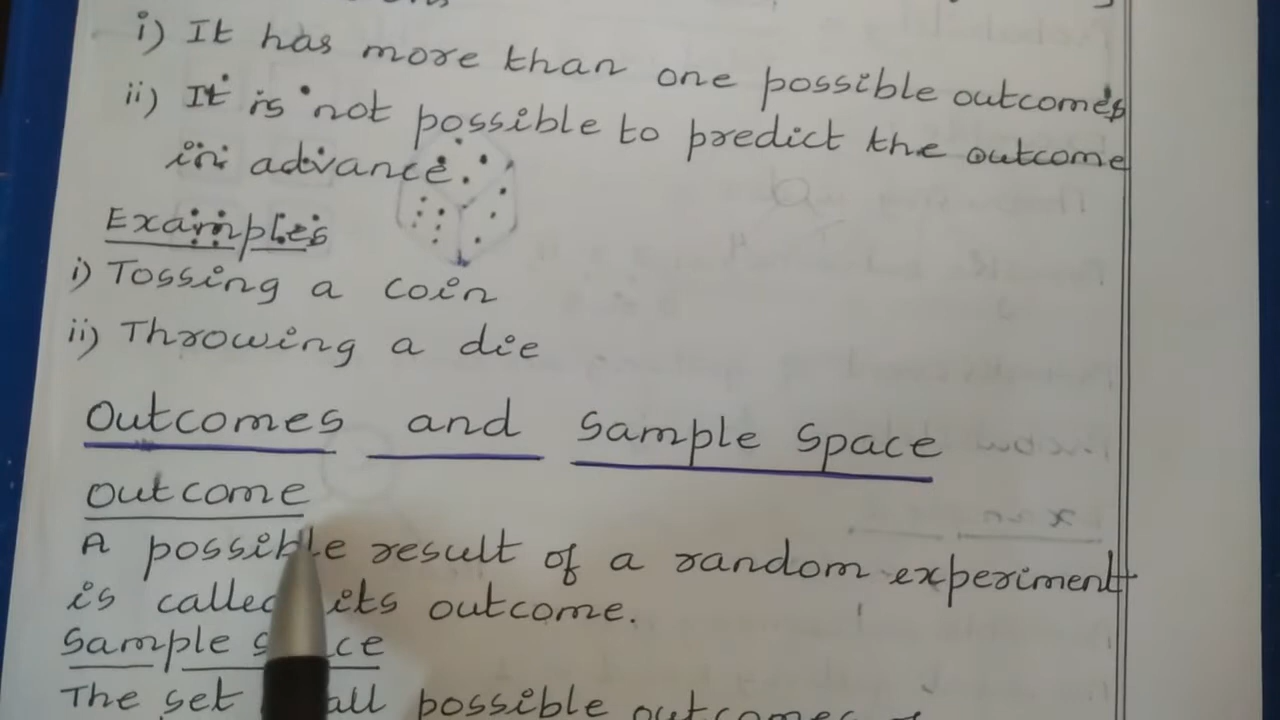 i) It has more than one possible outcomes
ii) It is not possible to predict the outcome
in advance.
Examples
i) Tossing a coin
ii) Throwing a die
Outcomes and Sample Space
Outcome
A possible result of a random experiment
is called its outcome.
Sample
The set all possible outcomes